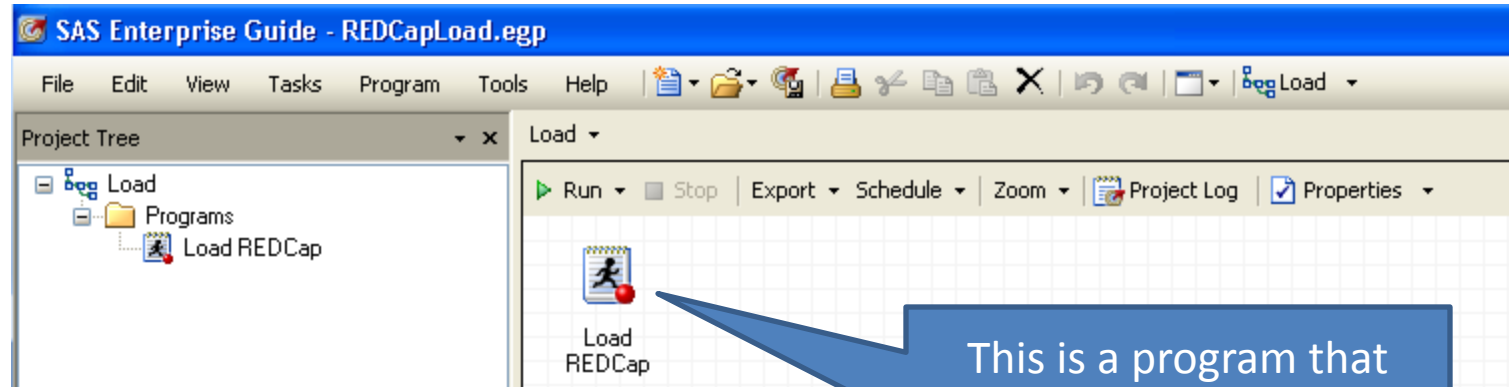 SAS Enterprise Guide - REDCapLoad.egp
File Edit View Tasks Program Tools Help Load
Project Tree
Load
Load
Programs
Load REDCap
Run Stop Export Schedule Zoom Project Log Properties
Load
REDCap
This is a program that